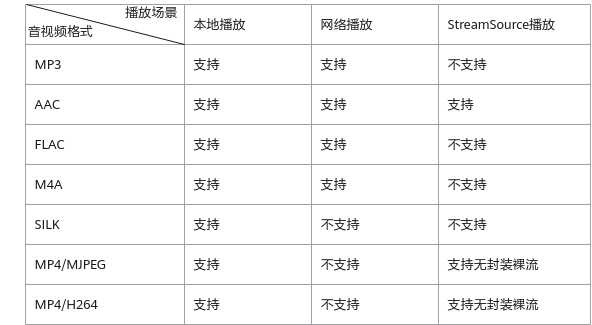 播放场景
音视频格式
本地播放 网络播放 StreamSource播放
MP3 支持 支持 不支持
AAC 支持 支持 支持
FLAC 支持 支持 不支持
M4A 支持 支持 不支持
SILK 支持 不支持 不支持
MP4/MJPEG 支持 不支持 支持无封装裸流
MP4/H264 支持 不支持 支持无封装裸流